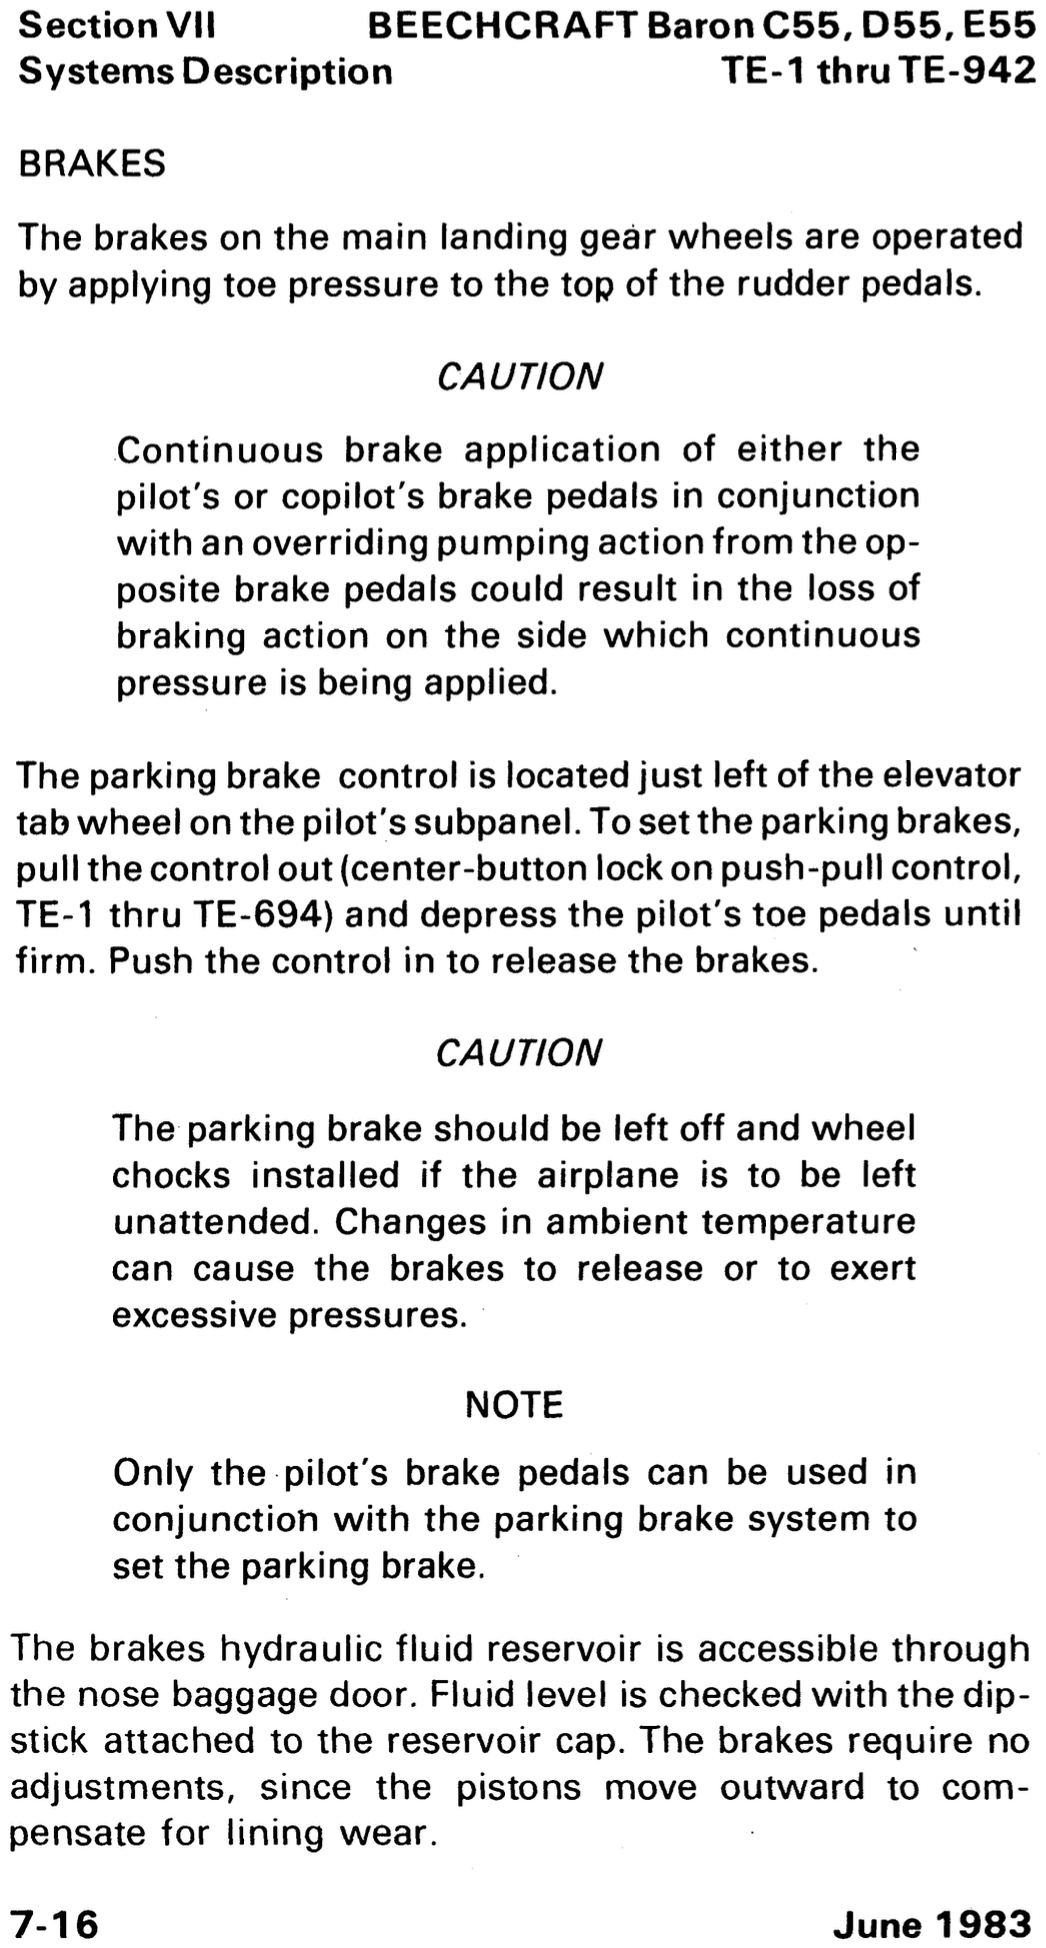 Section VII BEECHCRAFT Baron C55, D55, E55
Systems Description TE-1 thru TE-942
BRAKES
The brakes on the main landing gear wheels are operated
by applying toe pressure to the top of the rudder pedals.
CAUTION
Continuous brake application of either the
pilot's or copilot's brake pedals in conjunction
with an overriding pumping action from the op-
posite brake pedals could result in the loss of
braking action on the side which continuous
pressure is being applied.
The parking brake control is located just left of the elevator
tab wheel on the pilot's subpanel. To set the parking brakes,
pull the control out (center-button lock on push-pull control,
TE-1 thru TE-694) and depress the pilot's toe pedals until
firm. Push the control in to release the brakes.
CAUTION
The parking brake should be left off and wheel
chocks installed if the airplane is to be left
unattended. Changes in ambient temperature
can cause the brakes to release or to exert
excessive pressures.
NOTE
Only the pilot's brake pedals can be used in
conjunction with the parking brake system to
set the parking brake.
The brakes hydraulic fluid reservoir is accessible through
the nose baggage door. Fluid level is checked with the dip-
stick attached to the reservoir cap. The brakes require no
adjustments, since the pistons move outward to com-
pensate for lining wear.
7-16 June 1983